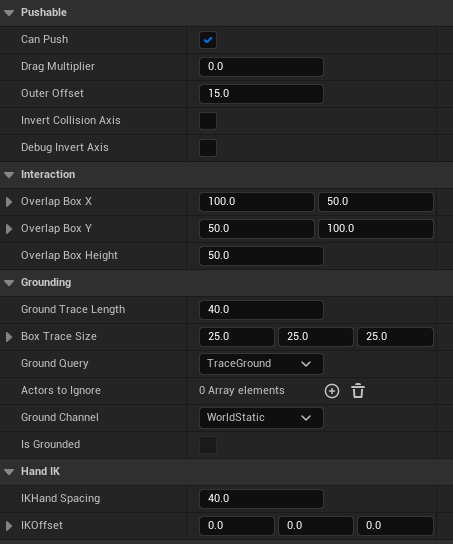 Pushable
Can Push
Drag Multiplier 0.0
Outer Offset 15.0
Invert Collision Axis
Debug Invert Axis
Interaction
Overlap Box X 100.0 50.0
Overlap Box Y 50.0 100.0
Overlap Box Height 50.0
Grounding
Ground Trace Length 40.0
Box Trace Size 25.0 25.0 25.0
Ground Query TraceGround
Actors to Ignore 0 Array elements
Ground Channel WorldStatic
Is Grounded
Hand IK
IKHand Spacing 40.0
IKOffset 0.0 0.0 0.0